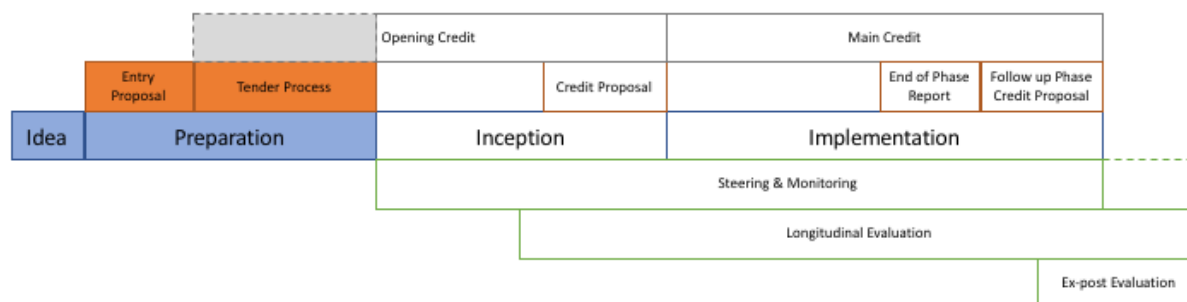 Opening Credit
Main Credit
Entry
Proposal
Tender Process
Credit Proposal
End of Phase
Report
Follow up Phase
Credit Proposal
Idea
Preparation
Inception
Implementation
Steering & Monitoring
Longitudinal Evaluation
Ex-post Evaluation